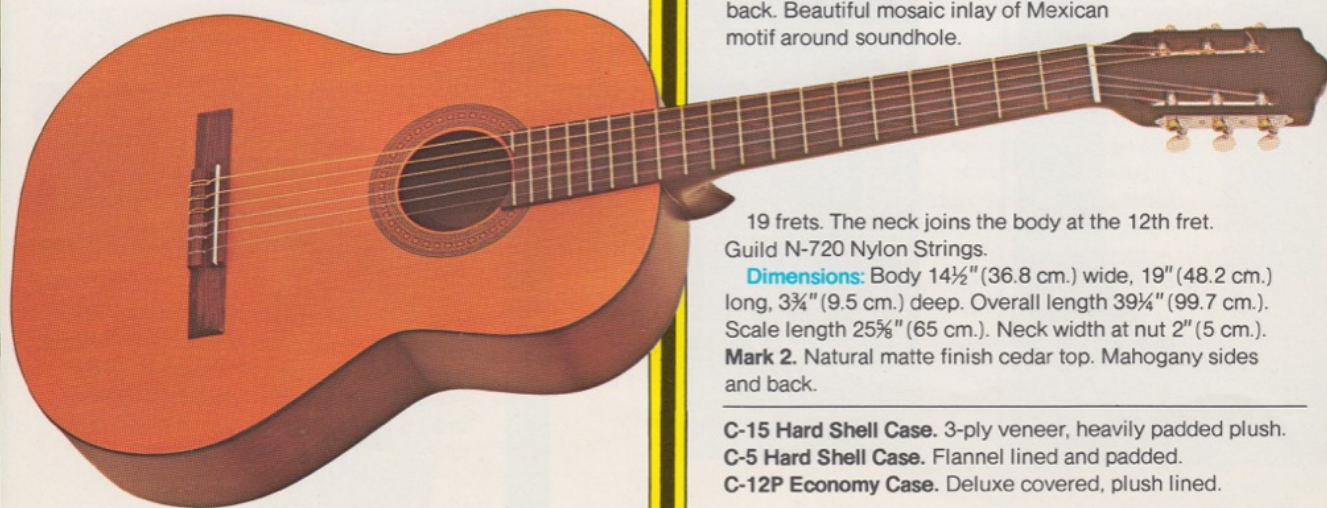 back. Beautiful mosaic inlay of Mexican
motif around soundhole.
19 frets. The neck joins the body at the 12th fret.
Guild N-720 Nylon Strings.
Dimensions: Body 14½" (36.8 cm.) wide, 19" (48.2 cm.)
long, 3¾" (9.5 cm.) deep. Overall length 39¼" (99.7 cm.).
Scale length 25⅝" (65 cm.). Neck width at nut 2" (5 cm.).
Mark 2. Natural matte finish cedar top. Mahogany sides
and back.
C-15 Hard Shell Case. 3-ply veneer, heavily padded plush.
C-5 Hard Shell Case. Flannel lined and padded.
C-12P Economy Case. Deluxe covered, plush lined.